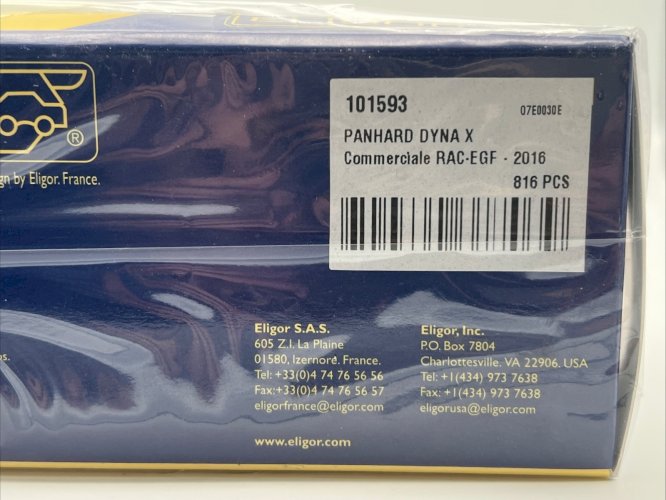 101593
07E0030E
PANHARD DYNA X
Commerciale RAC-EGF - 2016
816 PCS
®
gn by Eligor. France.
os.
Eligor S.A.S.
605 Z.I. La Plaine
01580, Izernore. France.
Tel: +33(0)4 74 76 56 56
Fax:+33(0)4 74 76 56 57
eligorfrance@eligor.com
www.eligor.com
Eligor, Inc.
P.O. Box 7804
Charlottesville, VA 22906. USA
Tel: +1(434) 973 7638
Fax: +1(434) 973 7638
eligorusa@eligor.com